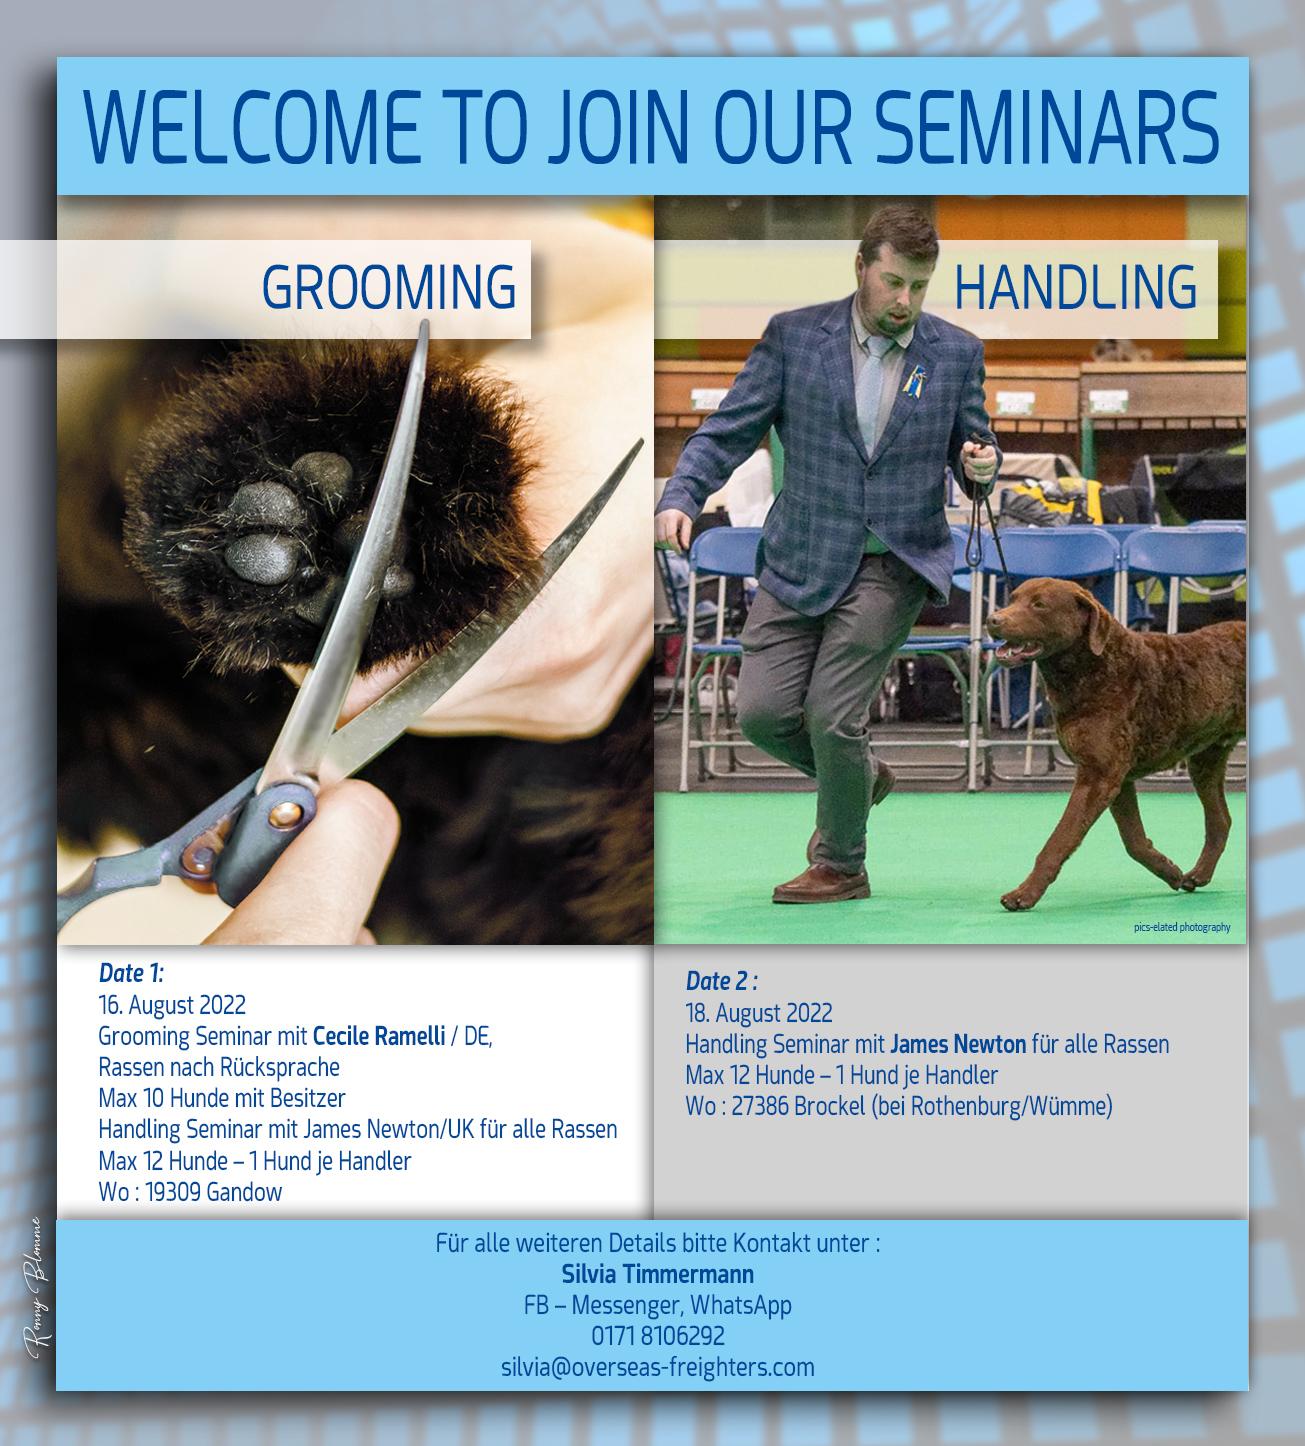 WELCOME TO JOIN OUR SEMINARS
GROOMING
HANDLING
pics-elated photography
Date 1:
16. August 2022
Grooming Seminar mit Cecile Ramelli / DE,
Rassen nach Rücksprache
Max 10 Hunde mit Besitzer
Handling Seminar mit James Newton/UK für alle Rassen
Max 12 Hunde – 1 Hund je Handler
Wo : 19309 Gandow
Date 2 :
18. August 2022
Handling Seminar mit James Newton für alle Rassen
Max 12 Hunde – 1 Hund je Handler
Wo : 27386 Brockel (bei Rothenburg/Wümme)
Für alle weiteren Details bitte Kontakt unter :
Silvia Timmermann
FB – Messenger, WhatsApp
0171 8106292
silvia@overseas-freighters.com
Ronny Blomme